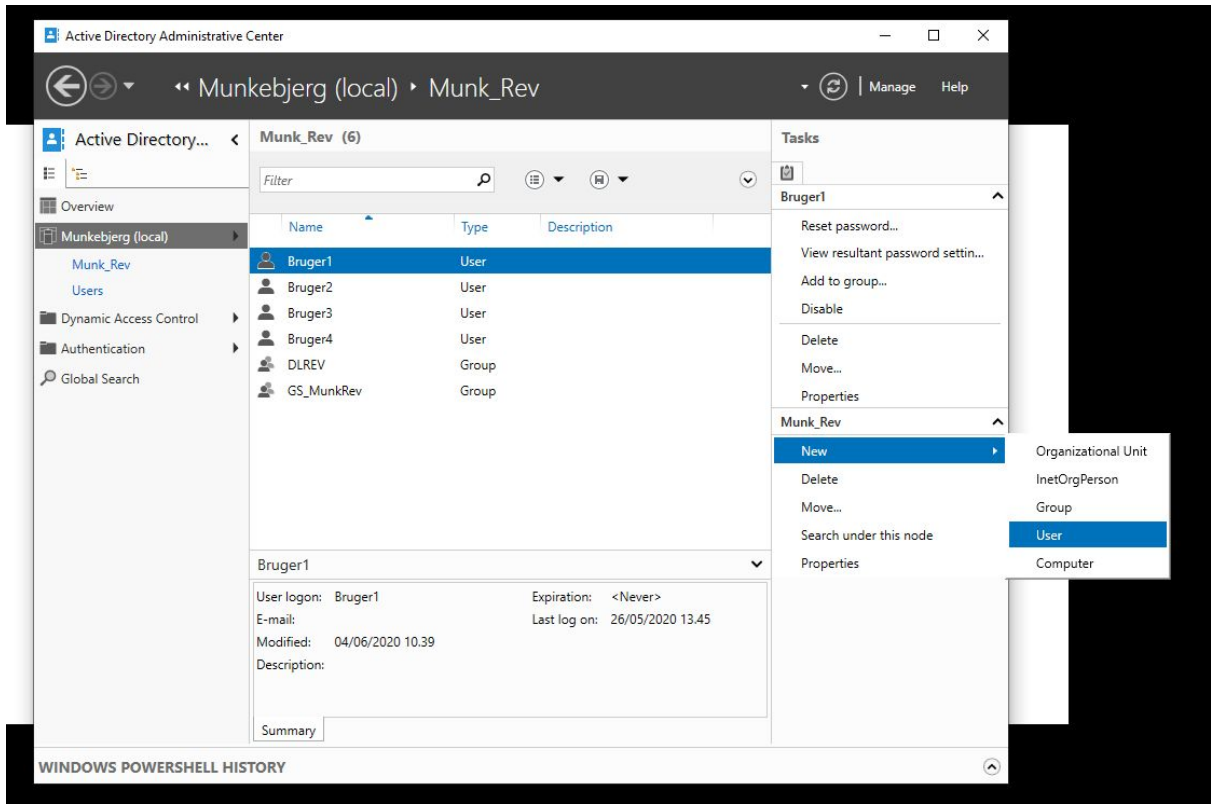 Active Directory Administrative Center
Munkebjerg (local) Munk_Rev
Manage Help
Active Directory...
Overview
Munkebjerg (local)
Munk_Rev
Users
Dynamic Access Control
Authentication
Global Search
Munk_Rev (6)
Filter
Name Type Description
Bruger1 User
Bruger2 User
Bruger3 User
Bruger4 User
DLREV Group
GS_MunkRev Group
Bruger1
User logon: Bruger1 Expiration: <Never>
E-mail: Last log on: 26/05/2020 13.45
Modified: 04/06/2020 10.39
Description:
Summary
Tasks
Bruger1
Reset password...
View resultant password settin...
Add to group...
Disable
Delete
Move...
Properties
Munk_Rev
New
Delete
Move...
Search under this node
Properties
Organizational Unit
InetOrgPerson
Group
User
Computer
WINDOWS POWERSHELL HISTORY